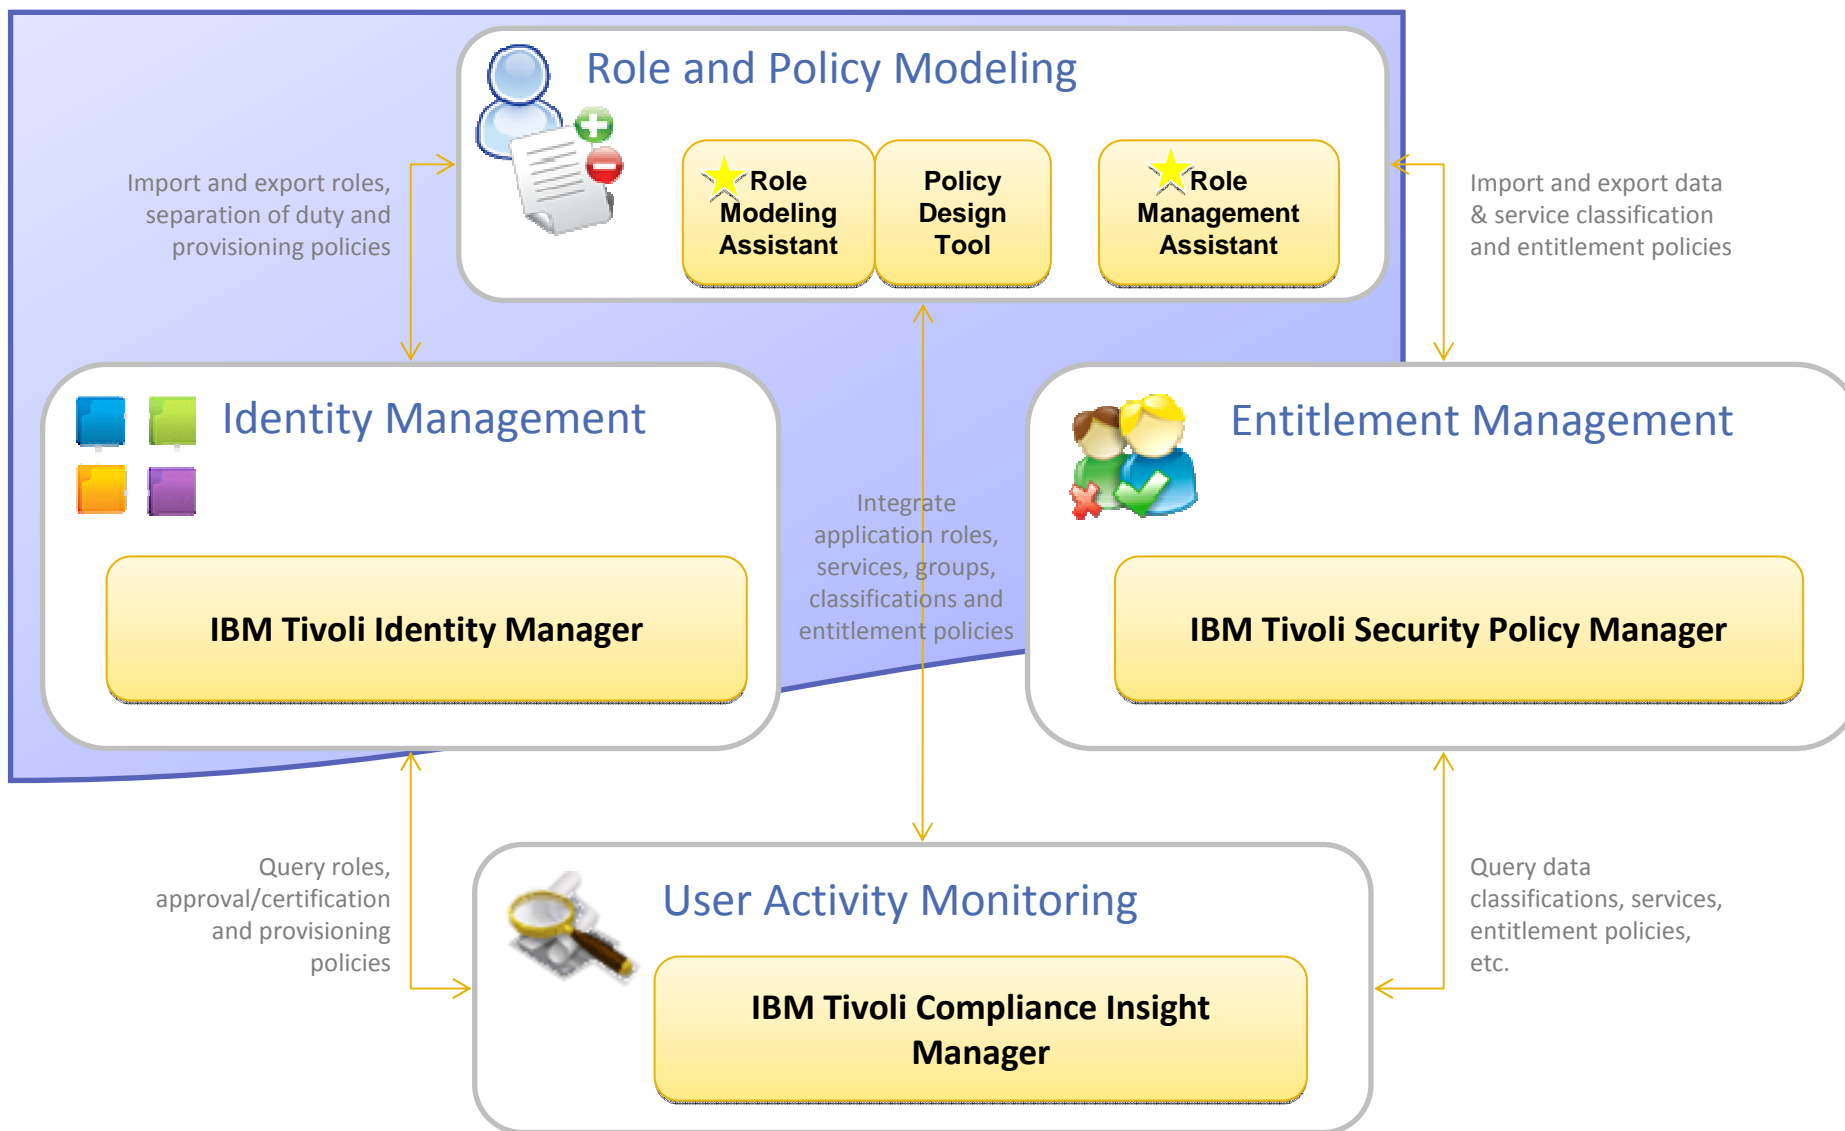 Role and Policy Modeling
Role
Modeling
Assistant
Policy
Design
Tool
Role
Management
Assistant
Import and export roles,
separation of duty and
provisioning policies
Import and export data
& service classification
and entitlement policies
Identity Management
IBM Tivoli Identity Manager
Integrate
application roles,
services, groups,
classifications and
entitlement policies
Entitlement Management
IBM Tivoli Security Policy Manager
Query roles,
approval/certification
and provisioning
policies
User Activity Monitoring
IBM Tivoli Compliance Insight
Manager
Query data
classifications, services,
entitlement policies,
etc.